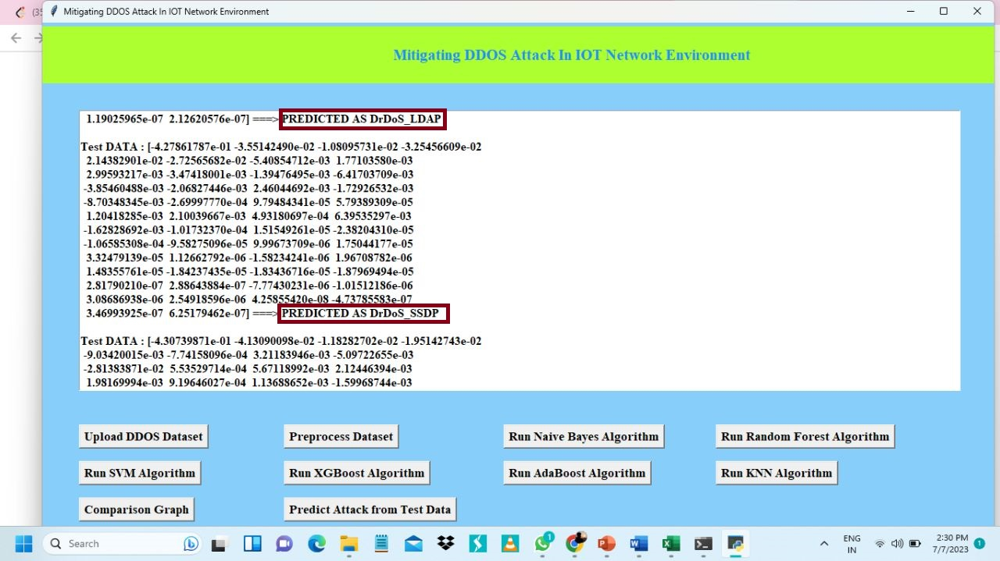 (35
Mitigating DDOS Attack In IOT Network Environment
Mitigating DDOS Attack In IOT Network Environment
1.19025965e-07 2.12620576e-07] ===> PREDICTED AS DrDoS_LDAP
Test DATA : [-4.27861787e-01 -3.55142490e-02 -1.08095731e-02 -3.25456609e-02
2.14382901e-02 -2.72565682e-02 -5.40854712e-03 1.77103580e-03
2.99593217e-03 -3.47418001e-03 -1.39476495e-03 -6.41703709e-03
-3.85460488e-03 -2.06827446e-03 2.46044692e-03 -1.72926532e-03
-8.70348345e-03 -2.69997770e-04 9.79484341e-05 5.79389309e-05
1.20418285e-03 2.10039667e-03 4.93180697e-04 6.39535297e-03
-1.62828692e-03 -1.01732370e-04 1.51549261e-05 -2.38204310e-05
-1.06585308e-04 -9.58275096e-05 9.99673709e-06 1.75044177e-05
3.32479139e-05 1.12662792e-06 -1.58234241e-06 1.96708782e-06
1.48355761e-05 -1.84237435e-05 -1.83436716e-05 -1.87969494e-05
2.81790210e-07 2.88643884e-07 -7.77430231e-06 -1.01512186e-06
3.08686938e-06 2.54918596e-06 4.25855420e-08 -4.73785583e-07
3.46993925e-07 6.25179462e-07] ===> PREDICTED AS DrDoS_SSDP
Test DATA : [-4.30739871e-01 -4.13090098e-02 -1.18282702e-02 -1.95142743e-02
-9.03420015e-03 -7.74158096e-04 3.21183946e-03 -5.09722655e-03
-2.81383871e-02 5.53529714e-04 5.67118992e-03 2.12446394e-03
1.98169994e-03 9.19646027e-04 1.13688652e-03 -1.59968744e-03
Upload DDOS Dataset
Preprocess Dataset
Run Naive Bayes Algorithm
Run Random Forest Algorithm
Run SVM Algorithm
Run XGBoost Algorithm
Run AdaBoost Algorithm
Run KNN Algorithm
Comparison Graph
Predict Attack from Test Data
Search
1
ENG
IN
2:30 PM
7/7/2023
1